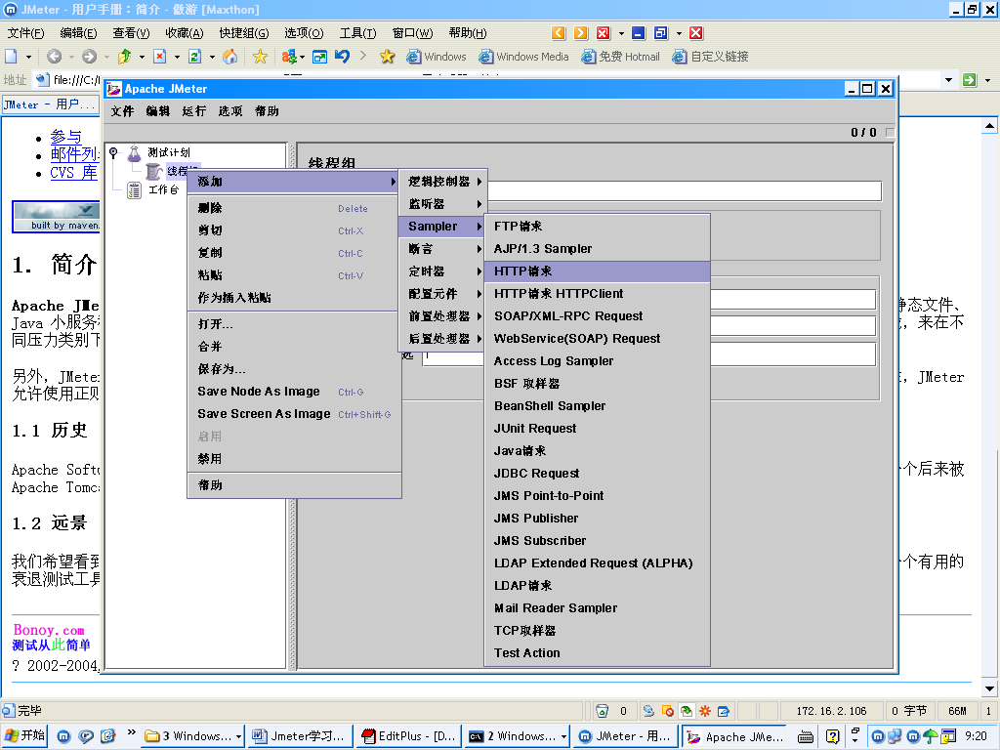 JMeter - 用户手册：简介 - 傲游 [Maxthon]
文件(F) 编辑(E) 查看(V) 收藏(A) 快捷组(G) 选项(O) 工具(T) 窗口(W) 帮助(H)
Windows Windows Media 免费 Hotmail 自定义链接
地址 file:///C:/
JMeter - 用户...
参与
邮件列
CVS 库
built by maven
1. 简介
Apache JMe
静态文件、
Java 小服务
，来在不
同压力类别下
另外，JMeter
，JMeter
允许使用正则
1.1 历史
Apache Softw
个后来被
Apache Tomca
1.2 远景
我们希望看到
个有用的
衰退测试工具
Bonoy.com
测试从此简单
? 2002-2004,
Apache JMeter
文件 编辑 运行 选项 帮助
0 / 0
测试计划
线程组
工作台
线程组
添加
删除 Delete
剪切 Ctrl-X
复制 Ctrl-C
粘贴 Ctrl-V
作为插入粘贴
打开...
合并
保存为...
Save Node As Image Ctrl-G
Save Screen As Image Ctrl+Shift-G
启用
禁用
帮助
逻辑控制器
监听器
Sampler
断言
定时器
配置元件
前置处理器
后置处理器
FTP请求
AJP/1.3 Sampler
HTTP请求
HTTP请求 HTTPClient
SOAP/XML-RPC Request
WebService(SOAP) Request
Access Log Sampler
BSF 取样器
BeanShell Sampler
JUnit Request
Java请求
JDBC Request
JMS Point-to-Point
JMS Publisher
JMS Subscriber
LDAP Extended Request (ALPHA)
LDAP请求
Mail Reader Sampler
TCP取样器
Test Action
完毕 0 172.16.2.106 0 字节 66M 1
开始 3 Windows... Jmeter学习... EditPlus - [D... 2 Windows... JMeter - 用... Apache JMe... 9:20